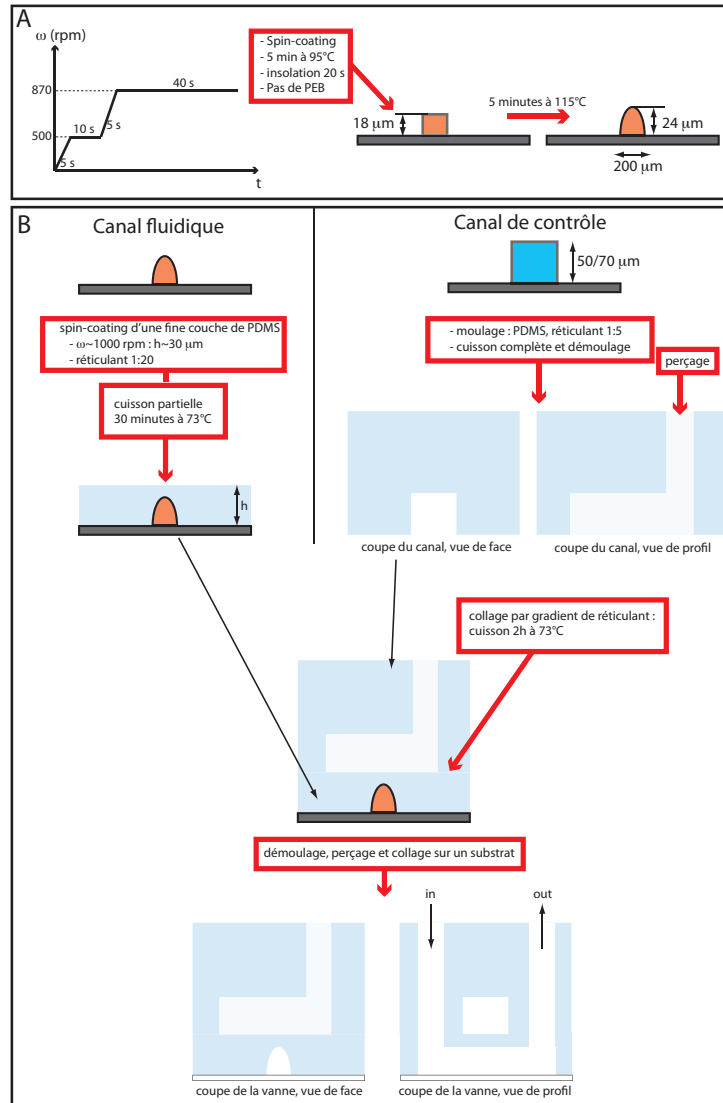 A
ω (rpm)
870
500
5 s
10 s
5 s
40 s
t
- Spin-coating
- 5 min à 95°C
- insolation 20 s
- Pas de PEB
18 μm
5 minutes à 115°C
24 μm
200 μm
B
Canal fluidique
Canal de contrôle
50/70 μm
spin-coating d'une fine couche de PDMS
- ω~1000 rpm : h~30 μm
- réticulant 1:20
cuisson partielle
30 minutes à 73°C
h
- moulage : PDMS, réticulant 1:5
- cuisson complète et démoulage
perçage
coupe du canal, vue de face
coupe du canal, vue de profil
collage par gradient de réticulant :
cuisson 2h à 73°C
démoulage, perçage et collage sur un substrat
in
out
coupe de la vanne, vue de face
coupe de la vanne, vue de profil